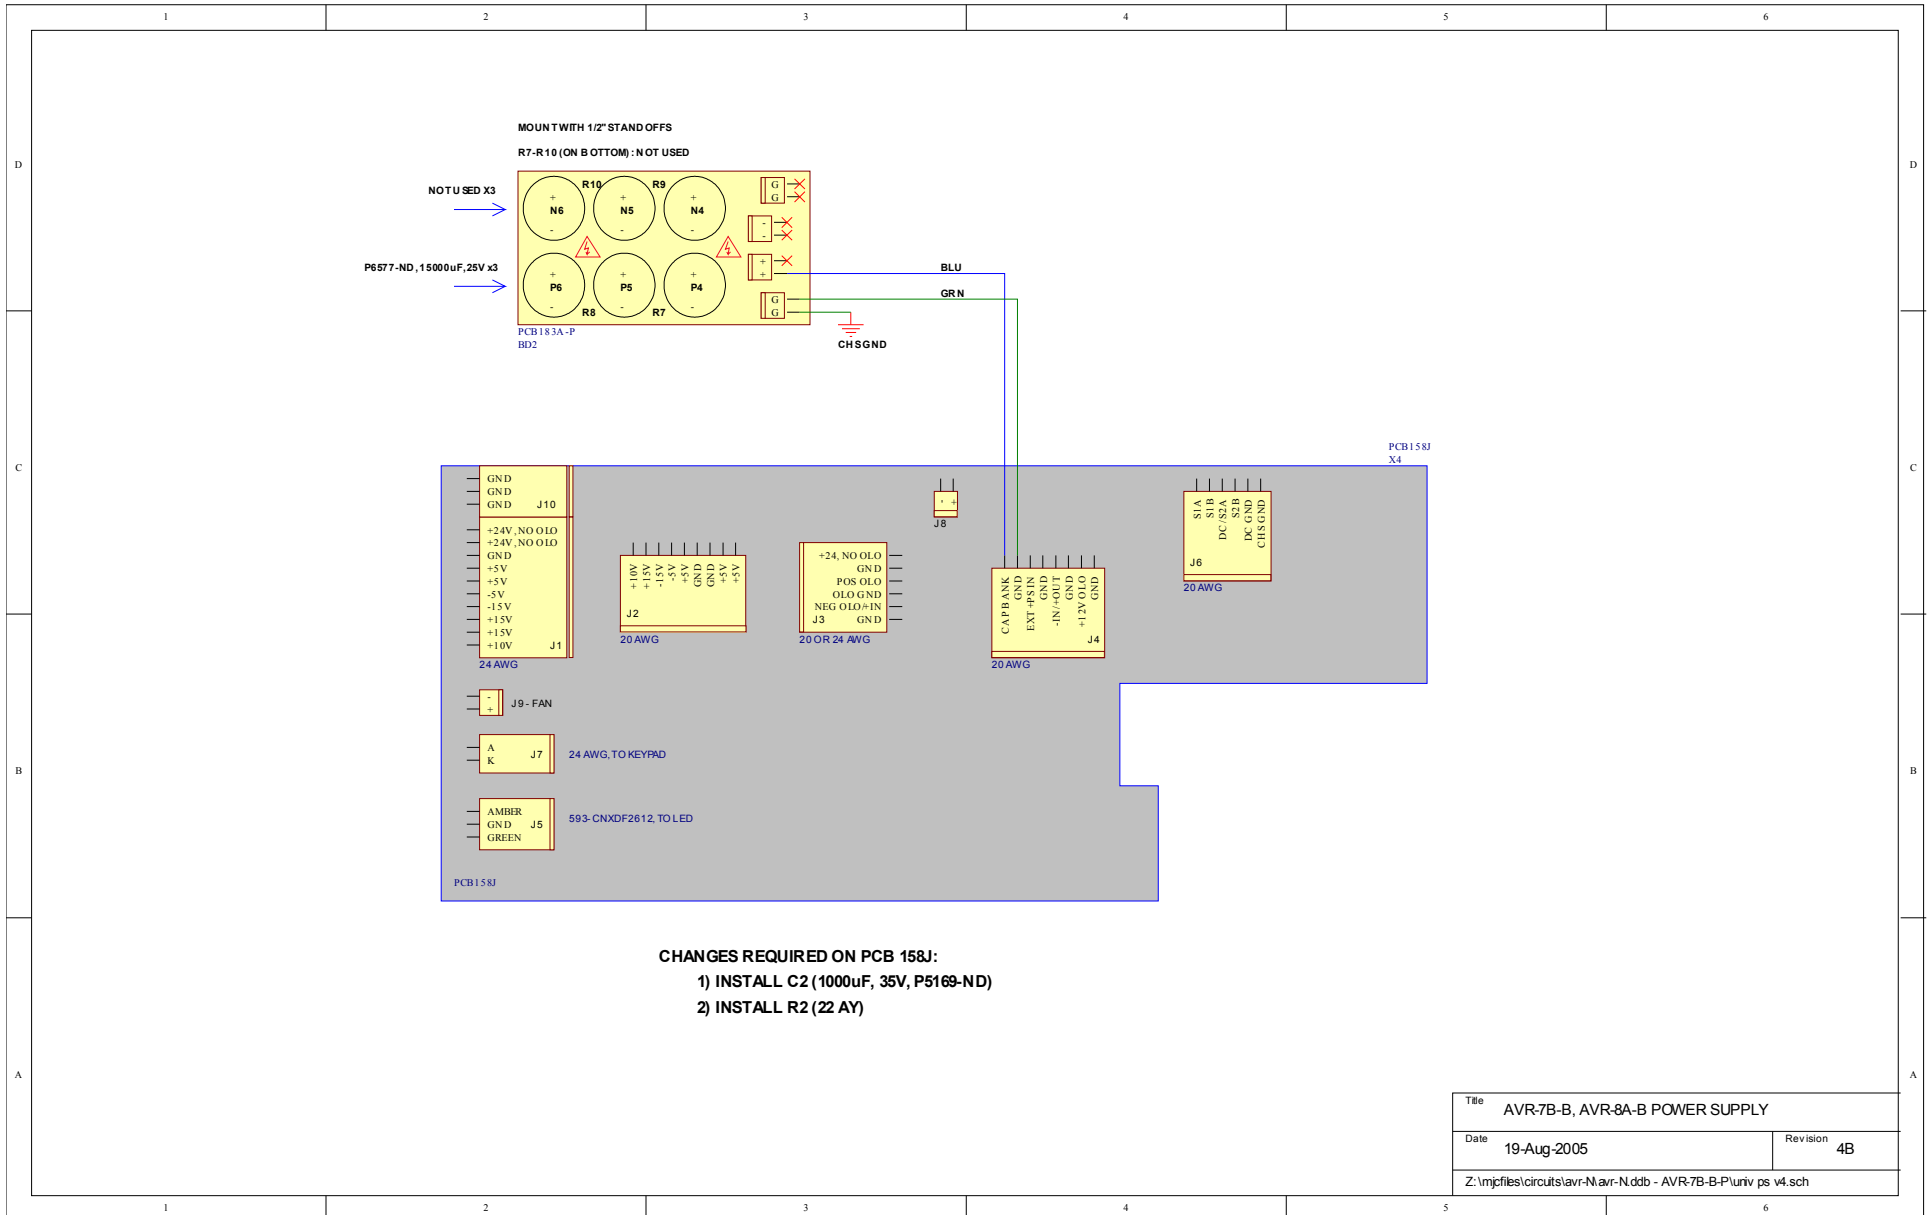 1 2 3 4 5 6
D D
MOUNT WITH 1/2" STAND OFFS
R7-R10 (ON BOTTOM) : NOT USED
NOT USED X3
P6577-ND, 15000uF, 25V x3
R10 R9
+ + +
N6 N5 N4
- - -
+ + +
P6 P5 P4
- - -
R8 R7
G
G
-
-
+
+
G
G
PCB183A-P
BD2
BLU
GRN
CHSGND
C C
PCB158J
X4
GND
GND
GND J10
+24V, NO OLO
+24V, NO OLO
GND
+5V
+5V
-5V
-15V
+15V
+15V
+10V J1
24 AWG
+10V
+15V
-15V
-5V
+5V
GND
GND
+5V
+5V
J2
20 AWG
+24, NO OLO
GND
POS OLO
OLO GND
NEG OLO/+IN
J3 GND
20 OR 24 AWG
- +
J8
CAP BANK
GND
EXT +PS IN
GND
-IN/+OUT
GND
+12V OLO
GND
J4
20 AWG
S1A
S1B
DC/S2A
S2B
DC GND
CHS GND
J6
20 AWG
-
+
J9 - FAN
A
K
J7
24 AWG, TO KEYPAD
AMBER
GND J5
GREEN
593-CNXDF2612, TO LED
PCB158J
B B
CHANGES REQUIRED ON PCB 158J:
1) INSTALL C2 (1000uF, 35V, P5169-ND)
2) INSTALL R2 (22 AY)
A A
Title AVR-7B-B, AVR-8A-B POWER SUPPLY
Date 19-Aug-2005 Revision 4B
Z:\mjcfiles\circuits\avr-N\avr-N.ddb - AVR-7B-B-P\univ ps v4.sch
1 2 3 4 5 6